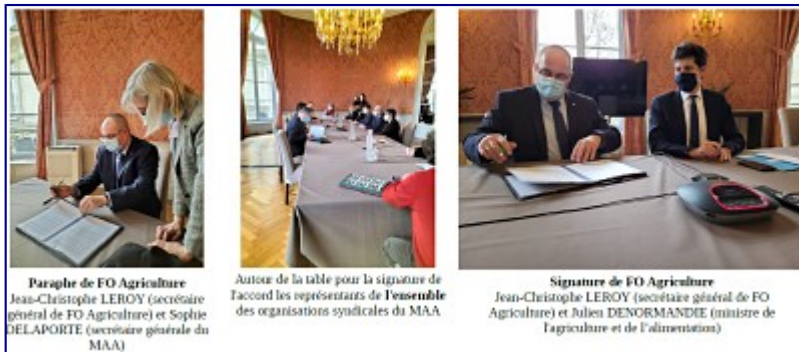 Paraphe de FO Agriculture
Jean-Christophe LEROY (secrétaire
général de FO Agriculture) et Sophie
DELAPORTE (secrétaire générale du
MAA)
Autour de la table pour la signature de
l'accord les représentants de l'ensemble
des organisations syndicales du MAA
Signature de FO Agriculture
Jean-Christophe LEROY (secrétaire général de FO
Agriculture) et Julien DENORMANDIE (ministre de
l'agriculture et de l'alimentation)